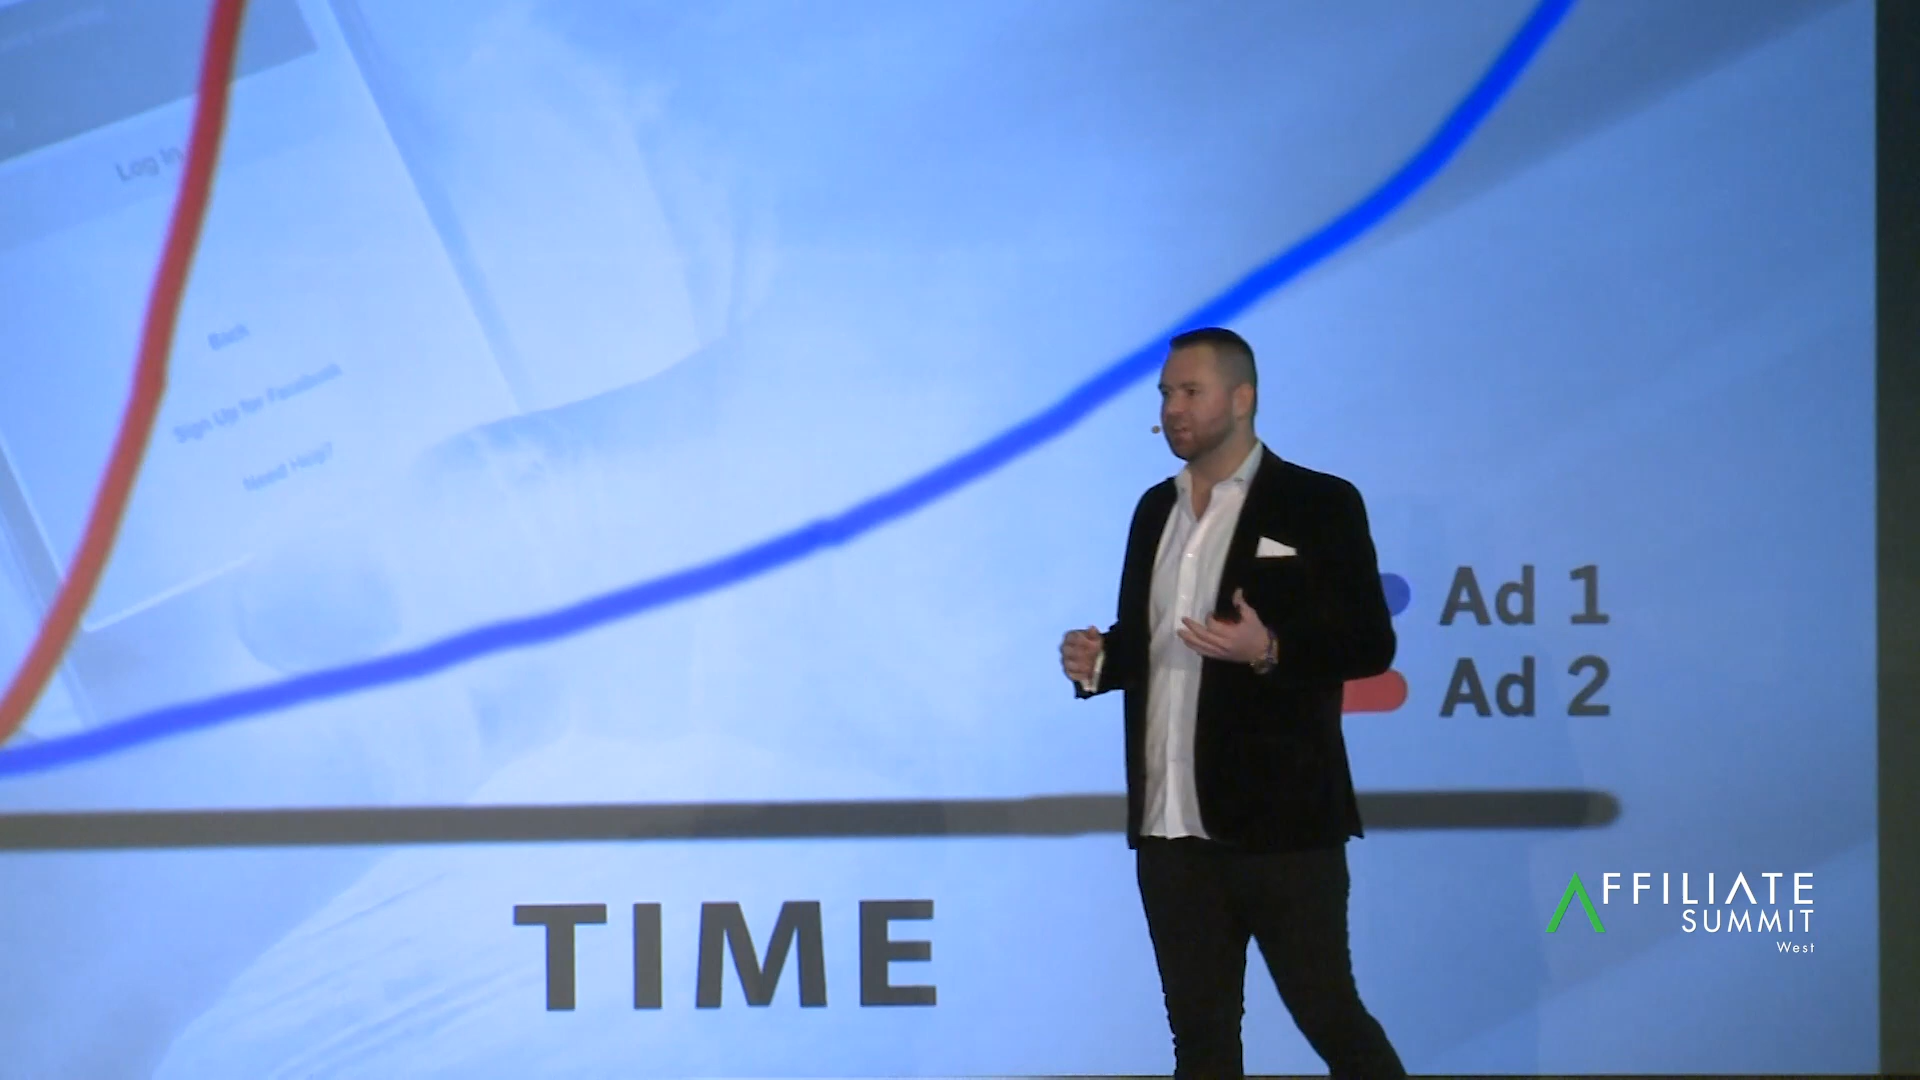 Log In
Back
Sign Up for Facebook
Need Help?
Ad 1
Ad 2
TIME
AFFILIATE
SUMMIT
West